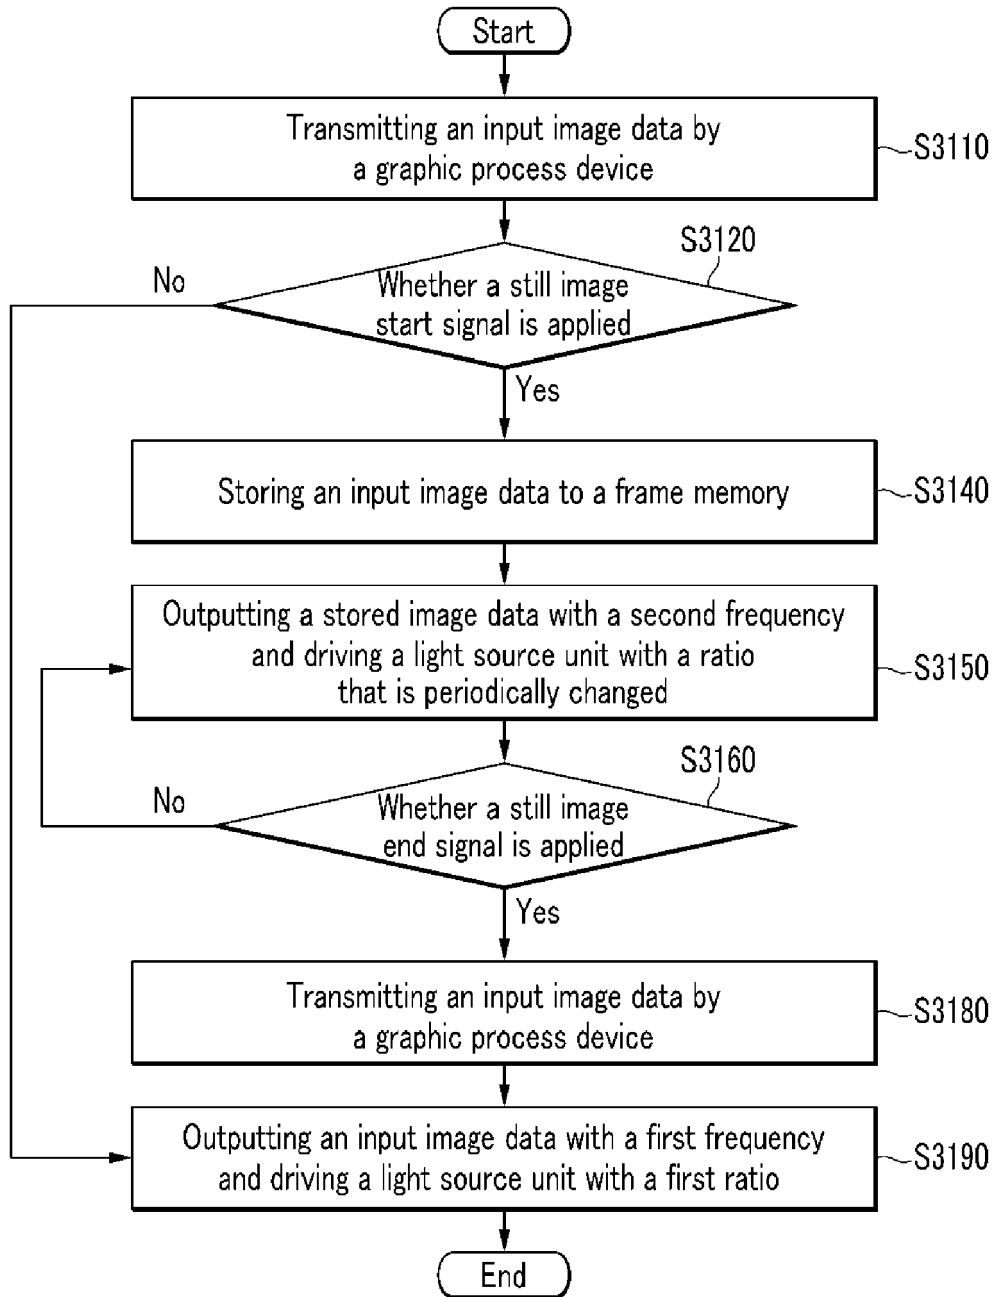 Start
Transmitting an input image data by
a graphic process device
S3110
S3120
No
Whether a still image
start signal is applied
Yes
Storing an input image data to a frame memory
S3140
Outputting a stored image data with a second frequency
and driving a light source unit with a ratio
that is periodically changed
S3150
S3160
No
Whether a still image
end signal is applied
Yes
Transmitting an input image data by
a graphic process device
S3180
Outputting an input image data with a first frequency
and driving a light source unit with a first ratio
S3190
End